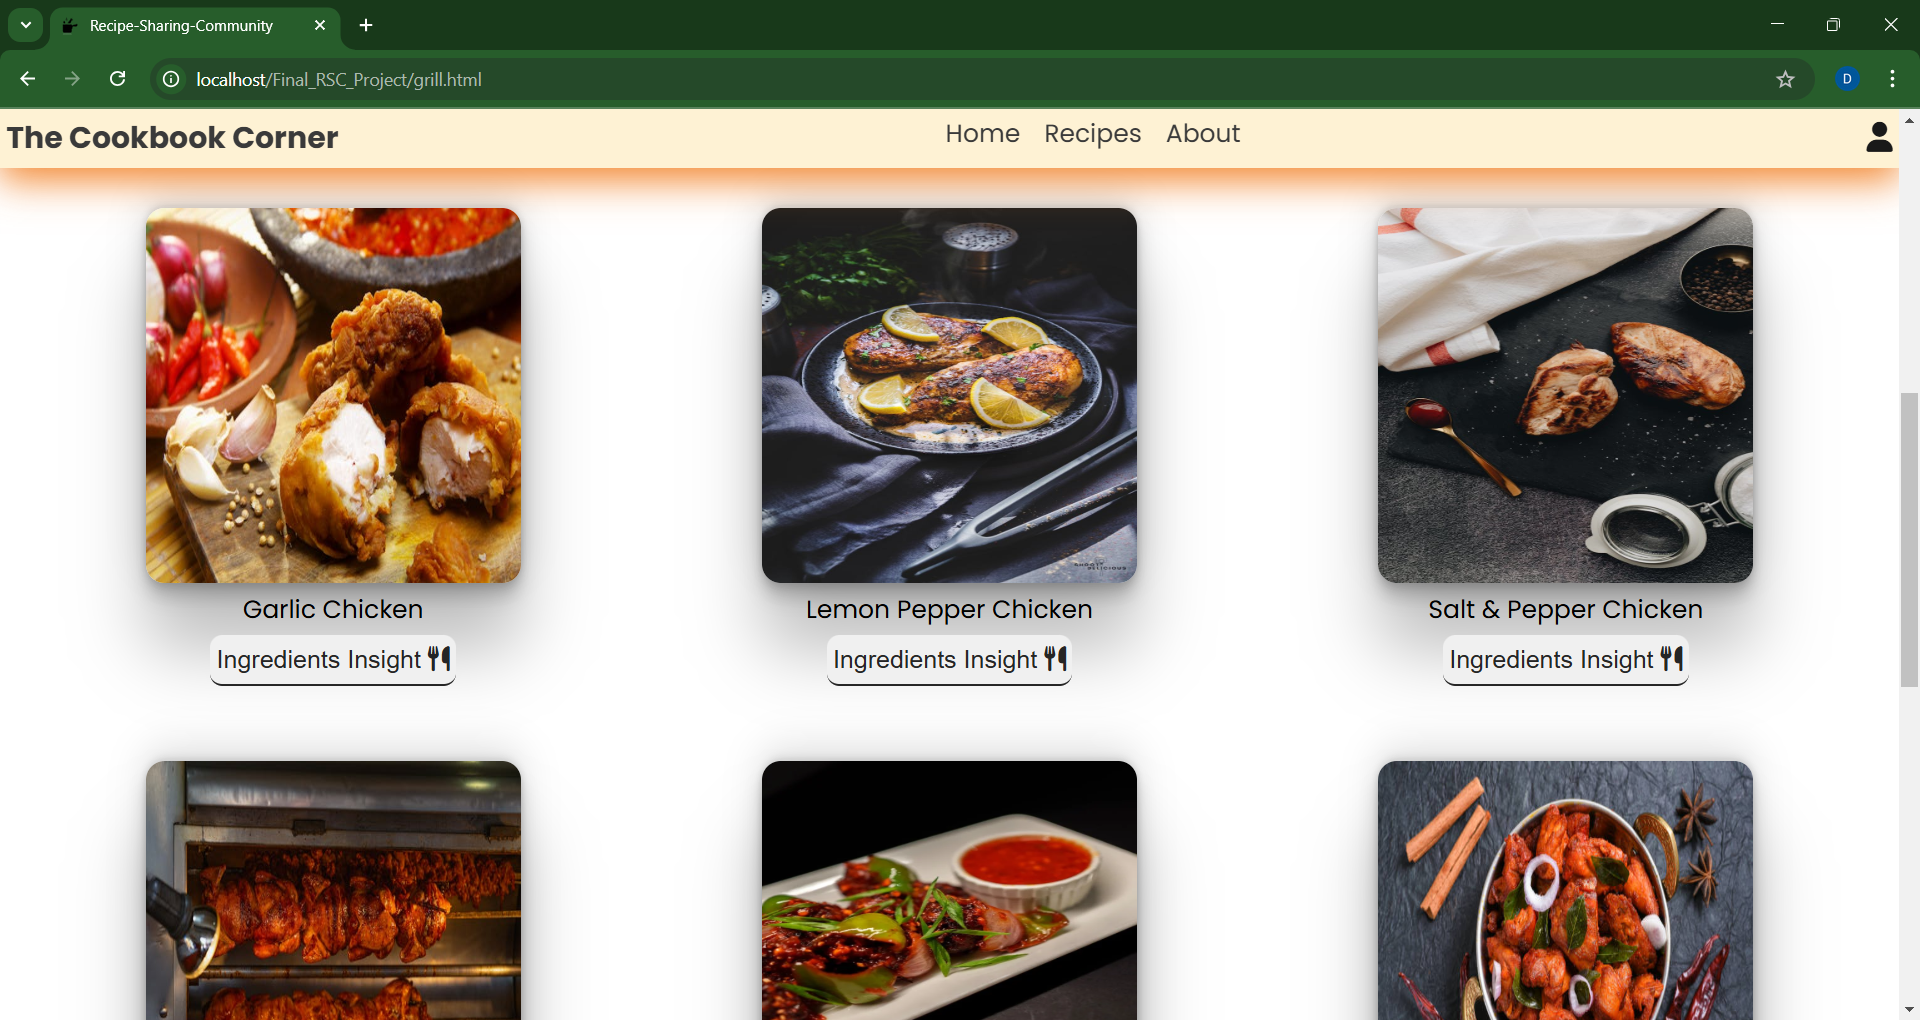 Recipe-Sharing-Community
localhost/Final_RSC_Project/grill.html
D
The Cookbook Corner
Home Recipes About
Garlic Chicken
Lemon Pepper Chicken
Salt & Pepper Chicken
Ingredients Insight
Ingredients Insight
Ingredients Insight